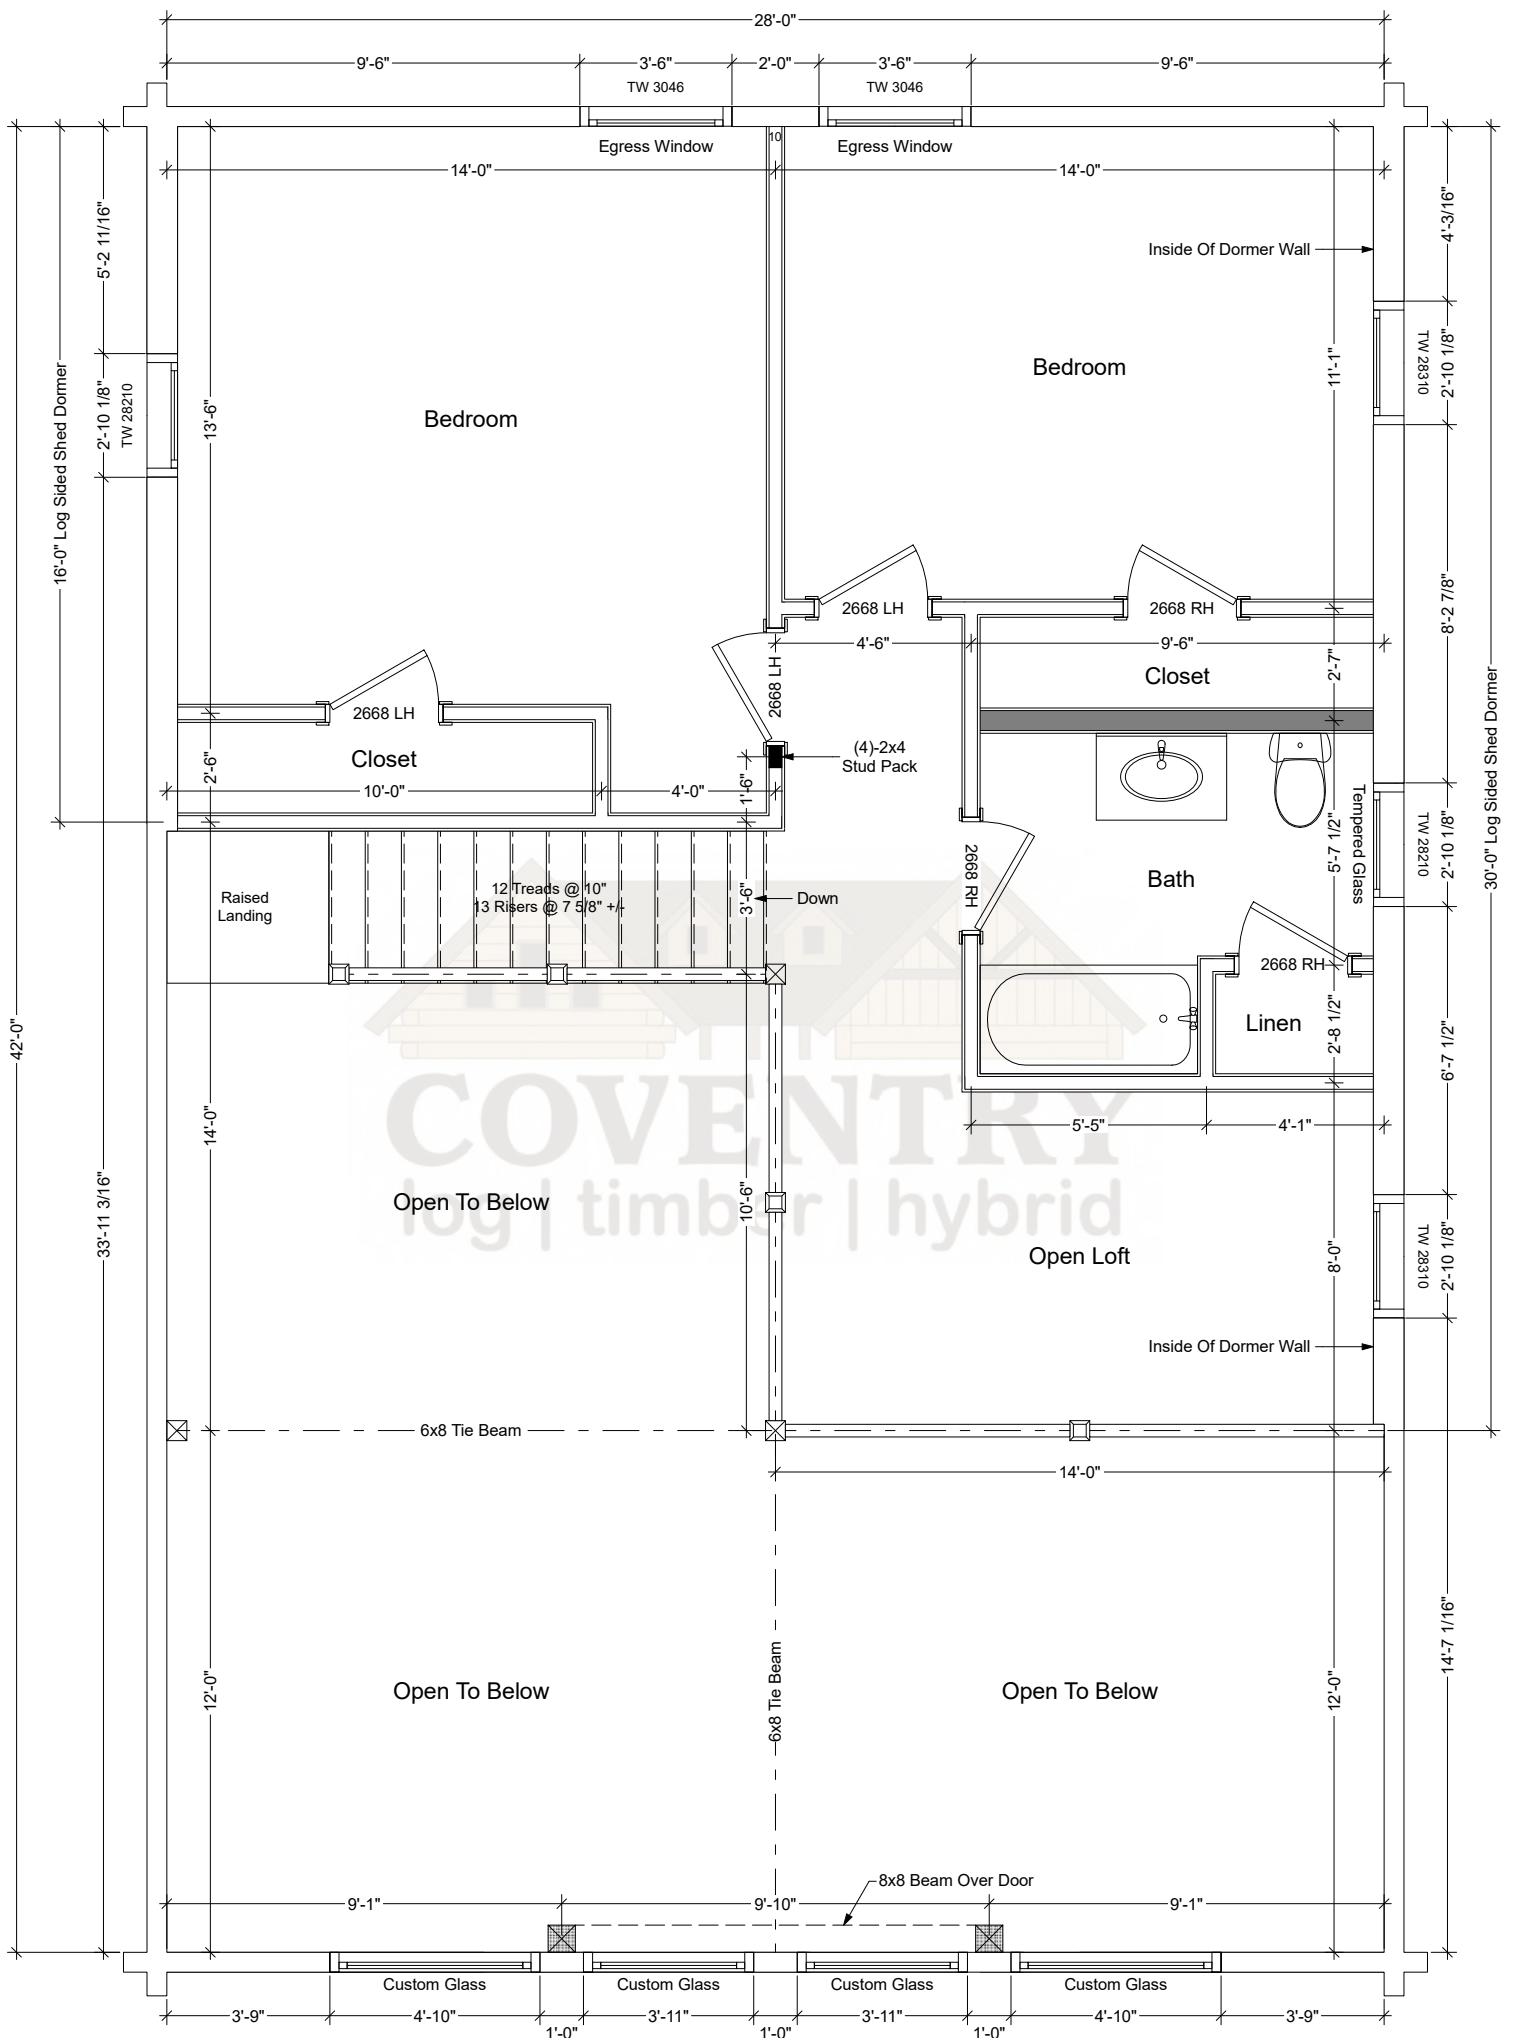 28'-0"
9'-6"
3'-6"
2'-0"
3'-6"
9'-6"
TW 3046
TW 3046
Egress Window
10
Egress Window
14'-0"
14'-0"
5'-2 11/16"
4'-3/16"
Inside Of Dormer Wall
16'-0" Log Sided Shed Dormer
2'-10 1/8"
TW 28210
13'-6"
Bedroom
Bedroom
11'-1"
TW 28310
2'-10 1/8"
2668 LH
2668 RH
8'-2 7/8"
4'-6"
9'-6"
2668 LH
Closet
2'-7"
2668 LH
(4)-2x4
Stud Pack
Closet
2'-6"
10'-0"
4'-0"
1'-6"
30'-0" Log Sided Shed Dormer
Tempered Glass
5'-7 1/2"
TW 28210
2'-10 1/8"
2668 RH
Bath
Raised
Landing
12 Treads @ 10"
13 Risers @ 7 5/8" +/-
3'-6"
Down
2668 RH
Linen
2'-8 1/2"
6'-7 1/2"
42'-0"
33'-11 3/16"
14'-0"
COVENTRY
log | timber | hybrid
5'-5"
4'-1"
Open To Below
10'-6"
Open Loft
8'-0"
TW 28310
2'-10 1/8"
Inside Of Dormer Wall
6x8 Tie Beam
14'-0"
14'-7 1/16"
12'-0"
Open To Below
6x8 Tie Beam
Open To Below
12'-0"
8x8 Beam Over Door
9'-1"
9'-10"
9'-1"
Custom Glass
Custom Glass
Custom Glass
Custom Glass
3'-9"
4'-10"
1'-0"
3'-11"
1'-0"
3'-11"
1'-0"
4'-10"
3'-9"